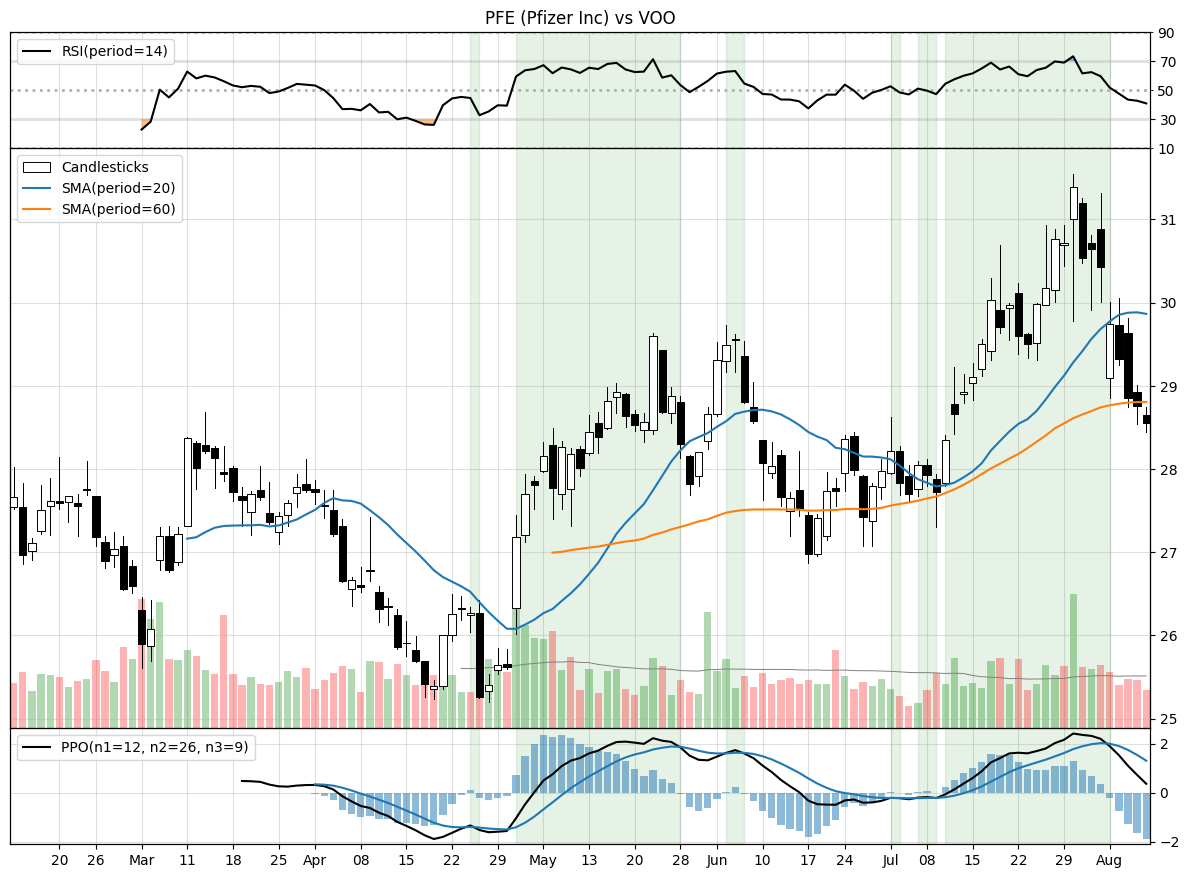 PFE (Pfizer Inc) vs VOO
RSI(period=14)
90
70
50
30
10
Candlesticks
SMA(period=20)
SMA(period=60)
31
30
29
28
27
26
25
PPO(n1=12, n2=26, n3=9)
2
0
−2
20 26 Mar 11 18 25 Apr 08 15 22 29 May 13 20 28 Jun 10 17 24 Jul 08 15 22 29 Aug